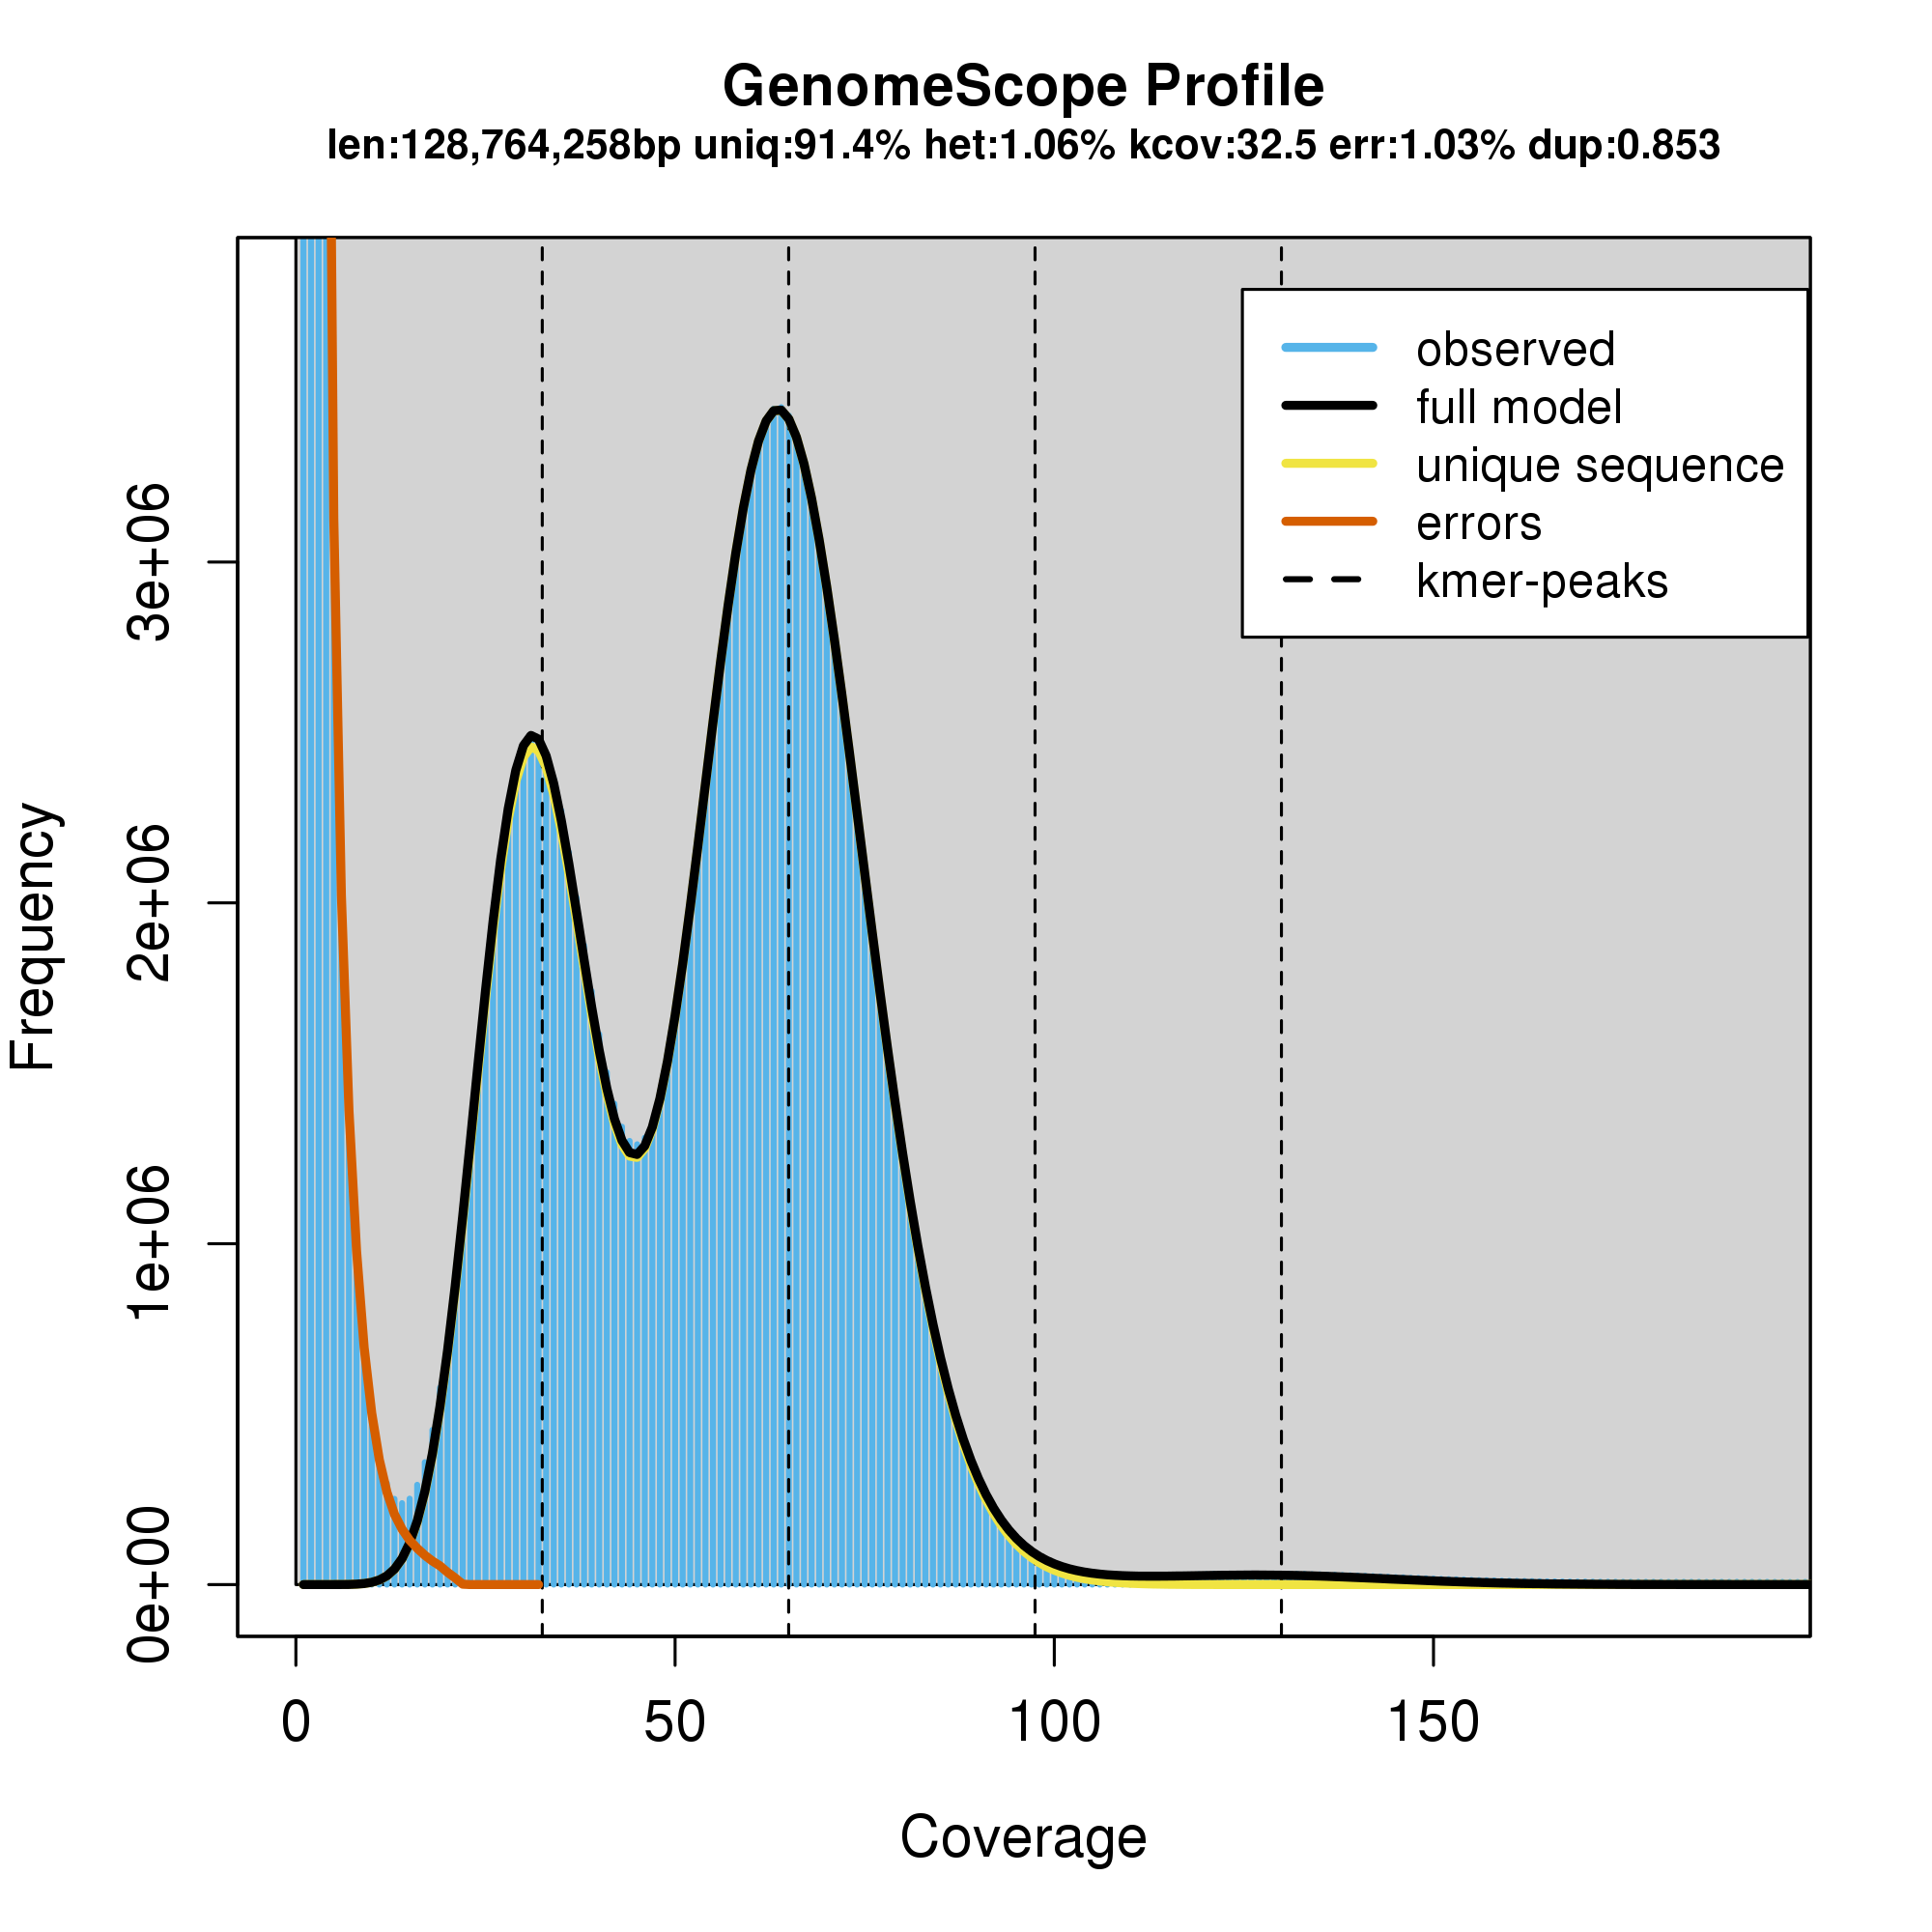 GenomeScope Profile
len:128,764,258bp uniq:91.4% het:1.06% kcov:32.5 err:1.03% dup:0.853
observed
full model
unique sequence
errors
kmer-peaks
Frequency
3e+06
2e+06
1e+06
0e+00
0 50 100 150
Coverage